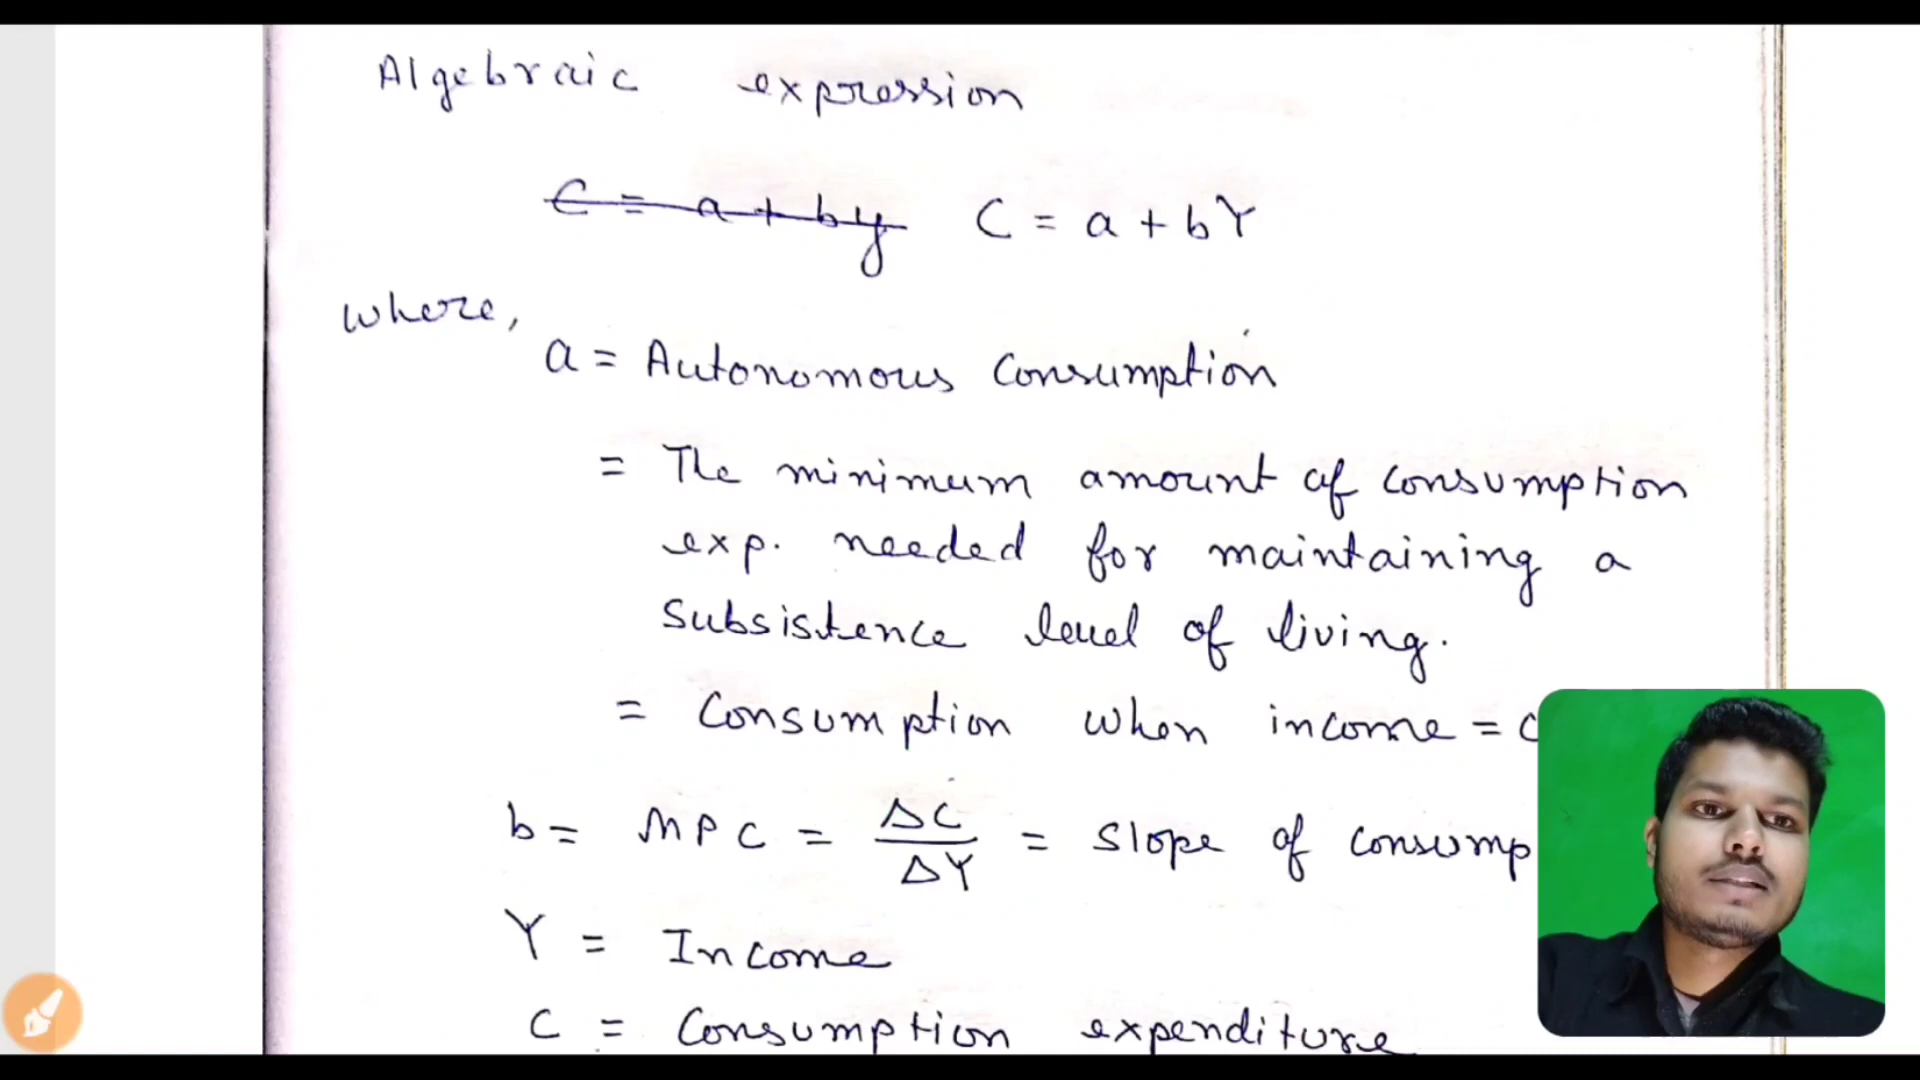 Algebraic expression
C = a + by C = a + bY
where,
a = Autonomous Consumption
= The minimum amount of consumption
exp. needed for maintaining a
subsistence level of living.
= Consumption when income =
b = MPC = ΔC/ΔY = Slope of consump
Y = Income
C = Consumption expenditure